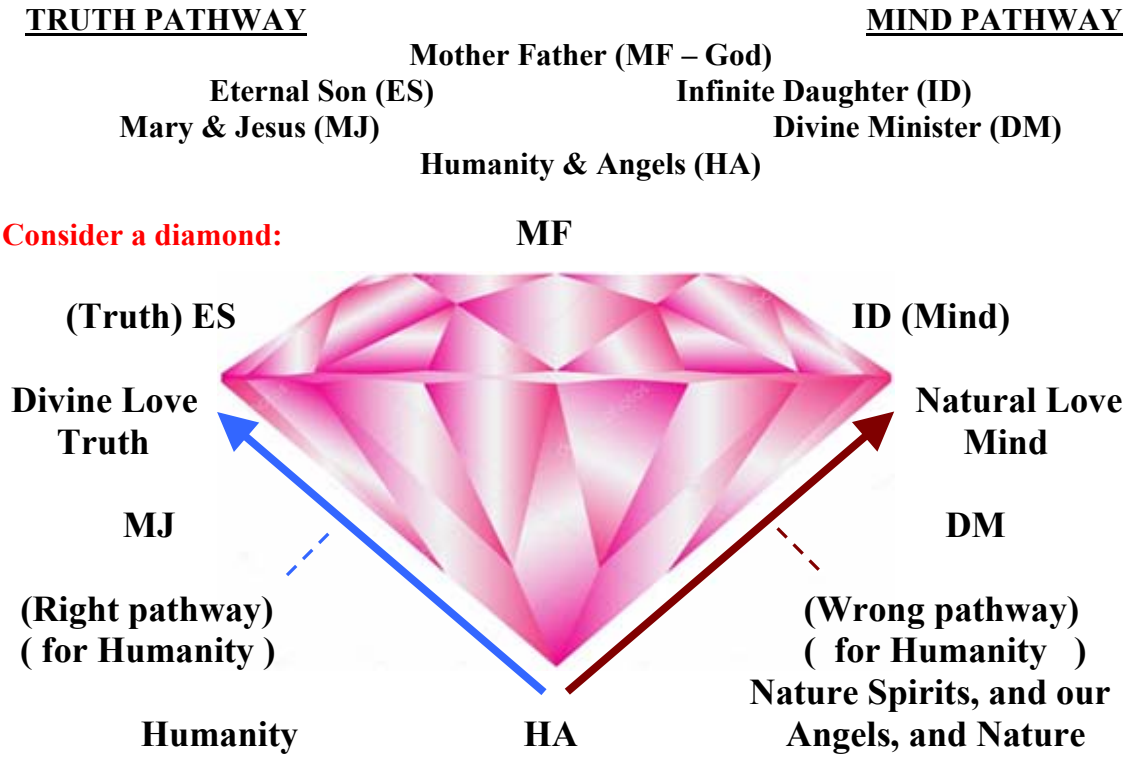 TRUTH PATHWAY MIND PATHWAY
Mother Father (MF – God)
Eternal Son (ES) Infinite Daughter (ID)
Mary & Jesus (MJ) Divine Minister (DM)
Humanity & Angels (HA)
Consider a diamond: MF
(Truth) ES ID (Mind)
Divine Love Natural Love
Truth Mind
MJ DM
(Right pathway) (Wrong pathway)
( for Humanity ) ( for Humanity )
Nature Spirits, and our
Humanity HA Angels, and Nature